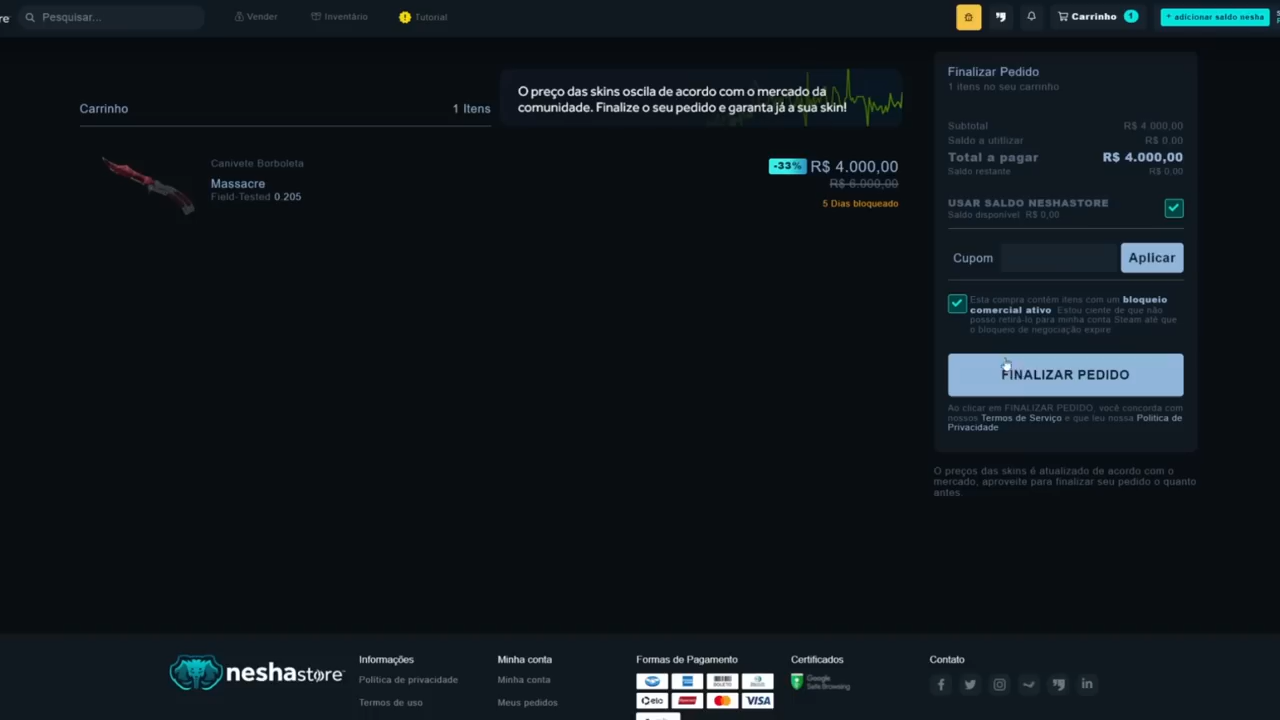 re
Pesquisar...
Vender
Inventário
Tutorial
Carrinho
1
+ adicionar saldo nesha
Carrinho
1 Itens
O preço das skins oscila de acordo com o mercado da
comunidade. Finalize o seu pedido e garanta já a sua skin!
Canivete Borboleta
Massacre
Field-Tested 0.205
-33%
R$ 4.000,00
R$ 6.000,00
5 Dias bloqueado
Finalizar Pedido
1 itens no seu carrinho
Subtotal
R$ 4.000,00
Saldo a utilizar
R$ 0,00
Total a pagar
R$ 4.000,00
Saldo restante
R$ 0,00
USAR SALDO NESHASTORE
Saldo disponível R$ 0,00
Cupom
Aplicar
Esta compra contém itens com um bloqueio
comercial ativo. Estou ciente de que não
posso retirá-lo para minha conta Steam até que
o bloqueio de negociação expire
FINALIZAR PEDIDO
Ao clicar em FINALIZAR PEDIDO, você concorda com
nossos Termos de Serviço e que leu nossa Politica de
Privacidade
O preços das skins é atualizado de acordo com o
mercado, aproveite para finalizar seu pedido o quanto
antes.
neshastore
Informações
Política de privacidade
Termos de uso
Minha conta
Minha conta
Meus pedidos
Formas de Pagamento
BOLETO
elo
VISA
Certificados
Google
Safe Browsing
Contato